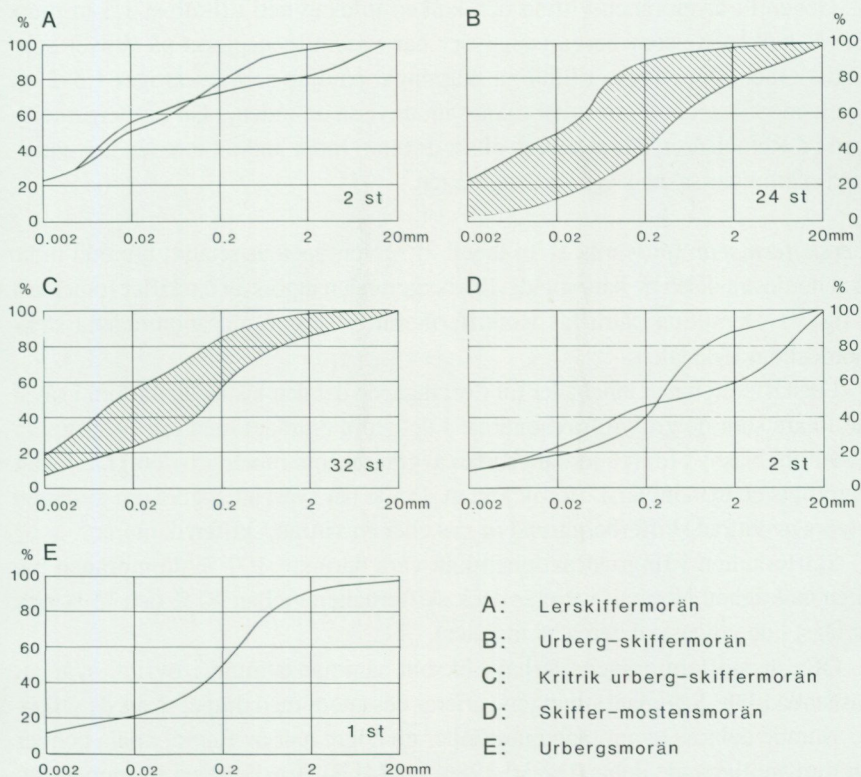 % A
100
80
60
40
20
0
2 st
0.002 0.02 0.2 2 20mm
B %
100
80
60
40
20
0
24 st
0.002 0.02 0.2 2 20mm
% C
100
80
60
40
20
0
32 st
0.002 0.02 0.2 2 20mm
D %
100
80
60
40
20
0
2 st
0.002 0.02 0.2 2 20mm
% E
100
80
60
40
20
0
1 st
0.002 0.02 0.2 2 20mm
A: Lerskiffermorän
B: Urberg-skiffermorän
C: Kritrik urberg-skiffermorän
D: Skiffer-mostensmorän
E: Urbergsmorän